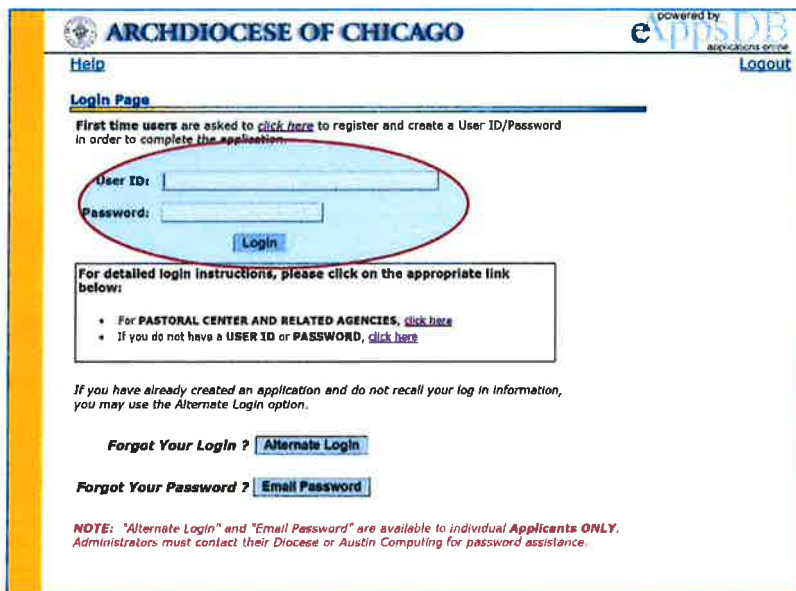 ARCHDIOCESE OF CHICAGO
powered by
eAppsDB
applications online
Help
Logout
Login Page
First time users are asked to click here to register and create a User ID/Password
in order to complete the application.
User ID:
Password:
Login
For detailed login instructions, please click on the appropriate link
below:
• For PASTORAL CENTER AND RELATED AGENCIES, click here
• If you do not have a USER ID or PASSWORD, click here
If you have already created an application and do not recall your log in information,
you may use the Alternate Login option.
Forgot Your Login ? Alternate Login
Forgot Your Password ? Email Password
NOTE: "Alternate Login" and "Email Password" are available to individual Applicants ONLY.
Administrators must contact their Diocese or Austin Computing for password assistance.